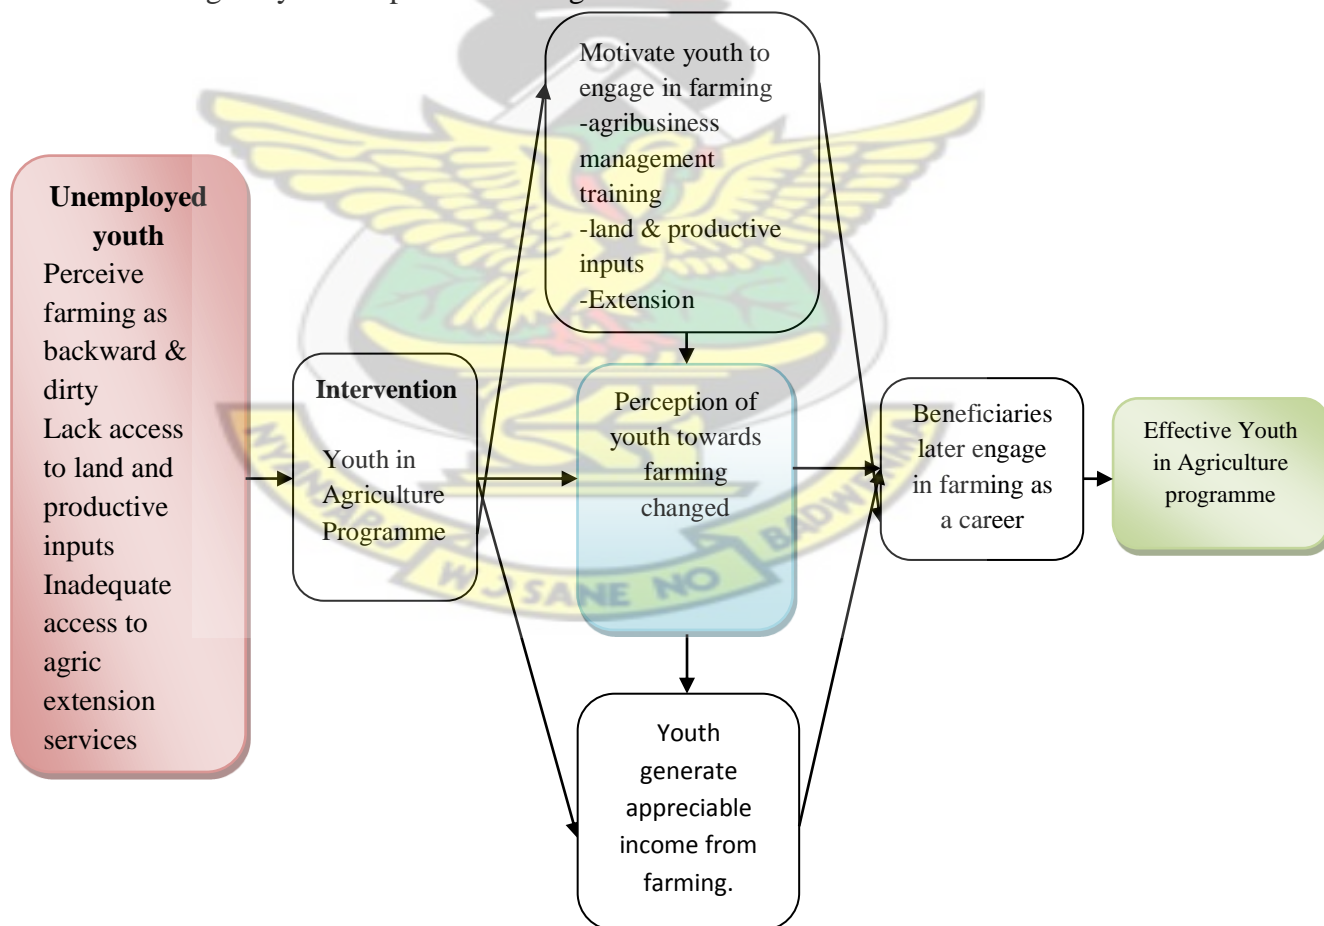 Motivate youth to
engage in farming
-agribusiness
management
training
-land & productive
inputs
-Extension
Unemployed
youth
Perceive
farming as
backward &
dirty
Lack access
to land and
productive
inputs
Inadequate
access to
agric
extension
services
Intervention
Youth in
Agriculture
Programme
Perception of
youth towards
farming
changed
Beneficiaries
later engage
in farming as
a career
Effective Youth
in Agriculture
programme
Youth
generate
appreciable
income from
farming.
SANE NO